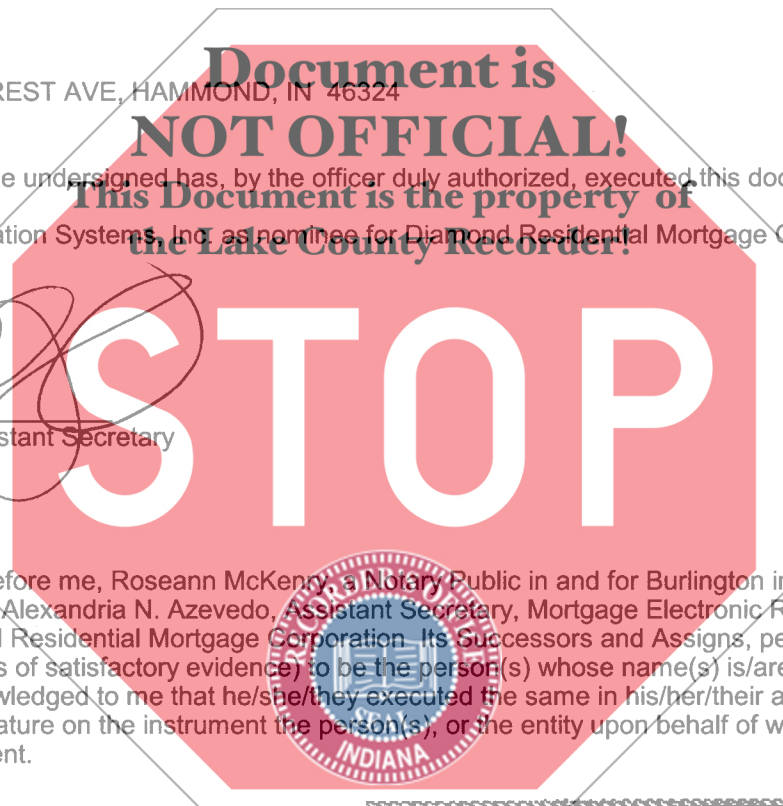 Document is
REST AVE, HAMMOND, IN 46324
NOT OFFICIAL!
e undersigned has, by the officer duly authorized, executed this doc
This Document is the property of
ation Systems, Inc. as nominee for Diamond Residential Mortgage C
the Lake County Recorder!
STOP
stant Secretary
efore me, Roseann McKenry, a Notary Public in and for Burlington in
Alexandria N. Azevedo, Assistant Secretary, Mortgage Electronic R
l Residential Mortgage Corporation, Its Successors and Assigns, pe
s of satisfactory evidence) to be the person(s) whose name(s) is/are
wledged to me that he/she/they executed the same in his/her/their a
ature on the instrument the person(s), or the entity upon behalf of w
ent.
RECORDER'S OFFICE
SEAL
INDIANA